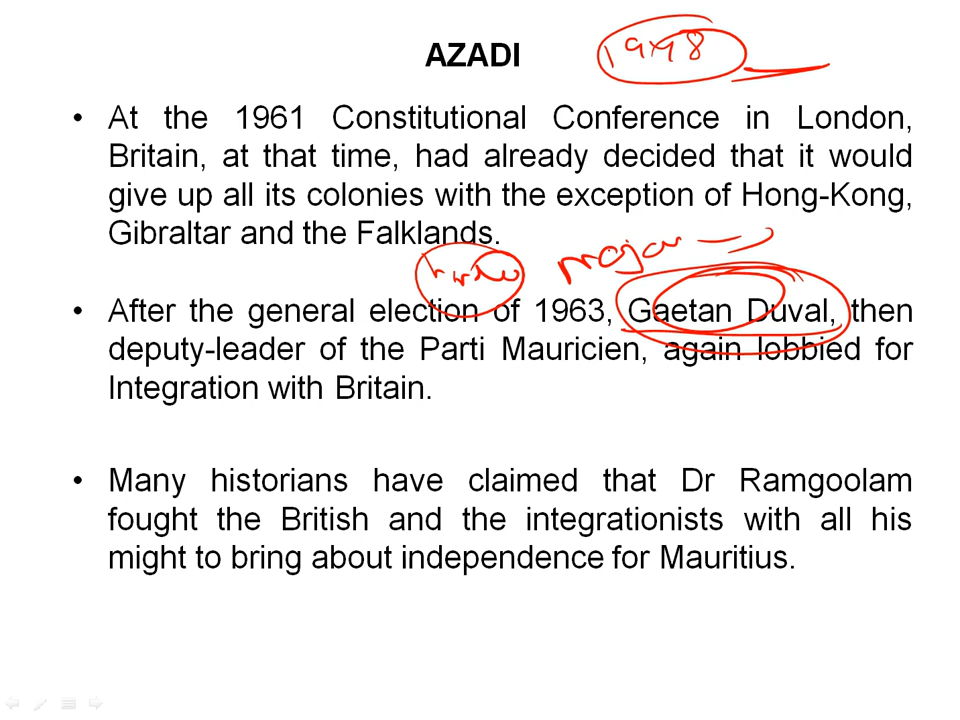 AZADI
1948
• At the 1961 Constitutional Conference in London,
Britain, at that time, had already decided that it would
give up all its colonies with the exception of Hong-Kong,
Gibraltar and the Falklands.
• After the general election of 1963, Gaetan Duval, then
deputy-leader of the Parti Mauricien, again lobbied for
Integration with Britain.
• Many historians have claimed that Dr Ramgoolam
fought the British and the integrationists with all his
might to bring about independence for Mauritius.